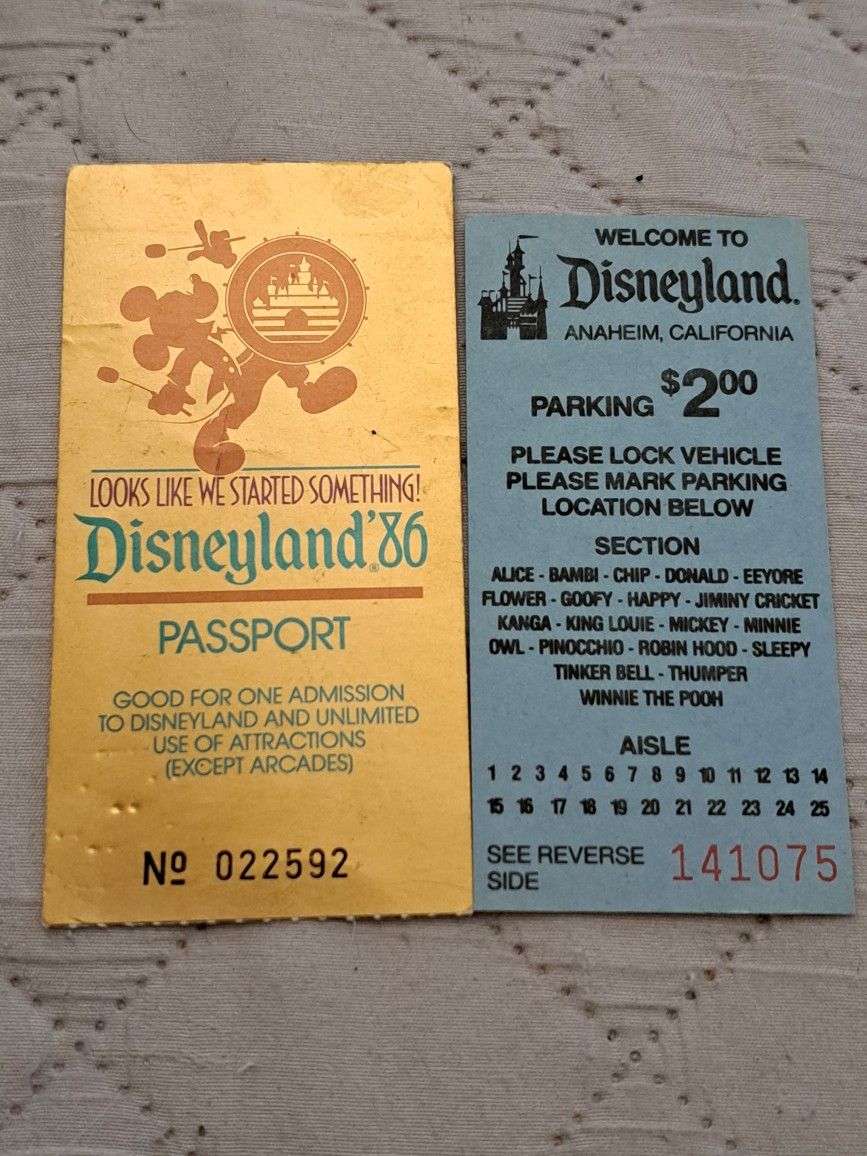 LOOKS LIKE WE STARTED SOMETHING!
Disneyland®'86
PASSPORT
GOOD FOR ONE ADMISSION
TO DISNEYLAND AND UNLIMITED
USE OF ATTRACTIONS
(EXCEPT ARCADES)
Nº 022592
WELCOME TO
Disneyland®
ANAHEIM, CALIFORNIA
PARKING $2.00
PLEASE LOCK VEHICLE
PLEASE MARK PARKING
LOCATION BELOW
SECTION
ALICE - BAMBI - CHIP - DONALD - EEYORE
FLOWER - GOOFY - HAPPY - JIMINY CRICKET
KANGA - KING LOUIE - MICKEY - MINNIE
OWL - PINOCCHIO - ROBIN HOOD - SLEEPY
TINKER BELL - THUMPER
WINNIE THE POOH
AISLE
1 2 3 4 5 6 7 8 9 10 11 12 13 14
15 16 17 18 19 20 21 22 23 24 25
SEE REVERSE
SIDE
141075